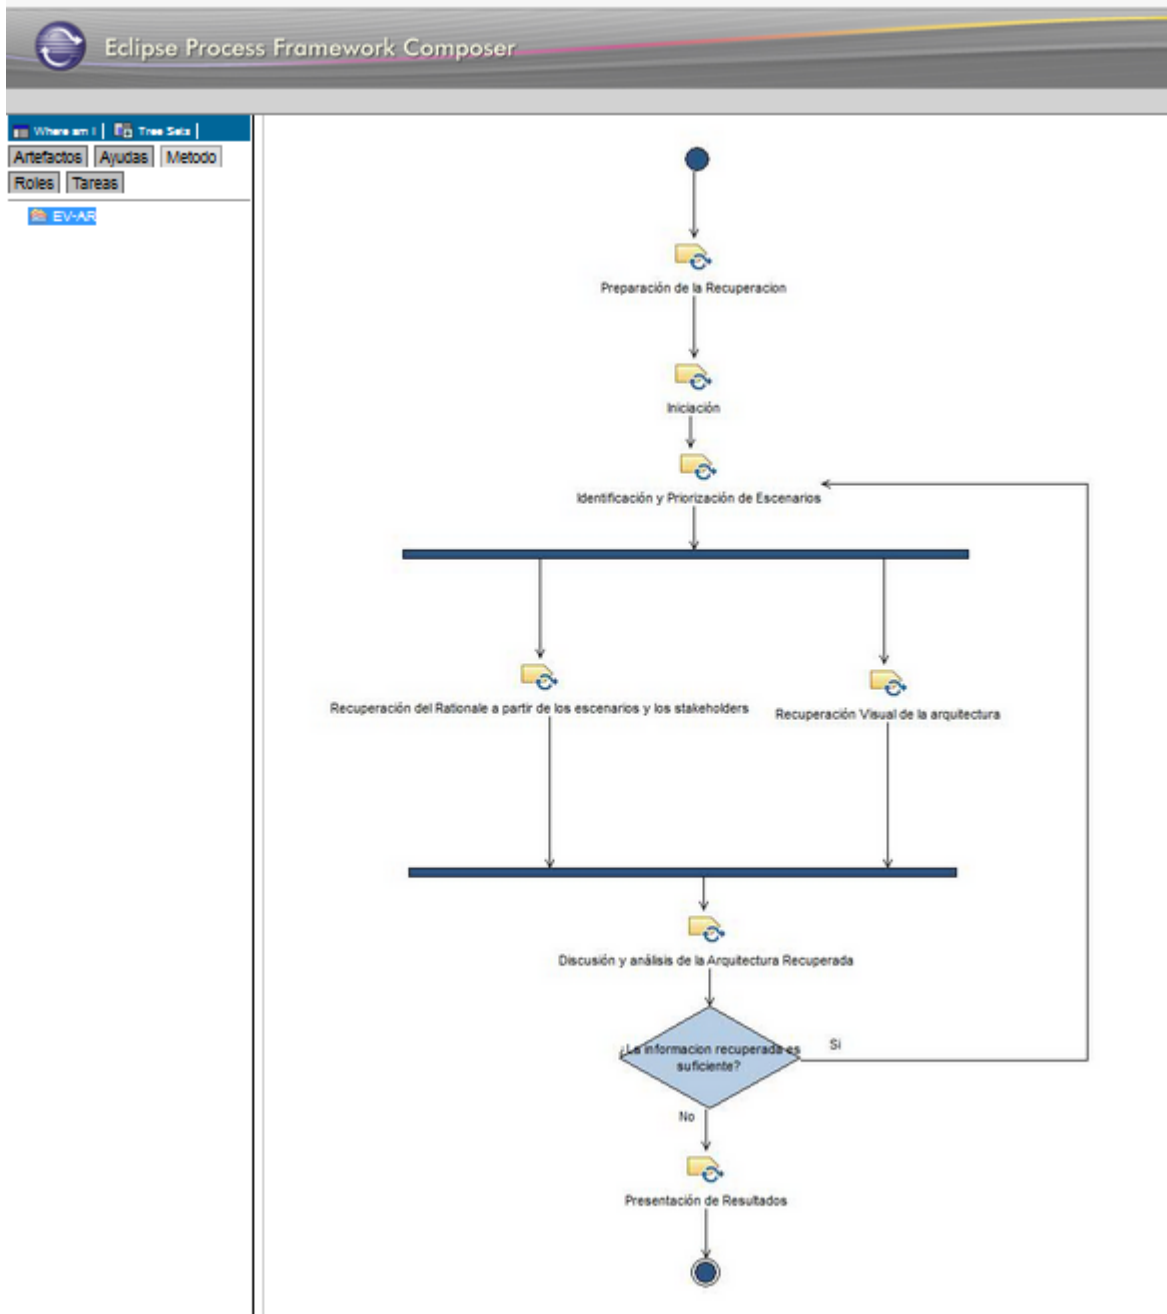 Eclipse Process Framework Composer
Where am I | Tree Sets |
Artefactos Ayudas Metodo
Roles Tareas
EV-AR
Preparación de la Recuperacion
Iniciación
Identificación y Priorización de Escenarios
Recuperación del Rationale a partir de los escenarios y los stakeholders
Recuperación Visual de la arquitectura
Discusión y análisis de la Arquitectura Recuperada
¿La informacion recuperada es
suficiente?
Si
No
Presentación de Resultados